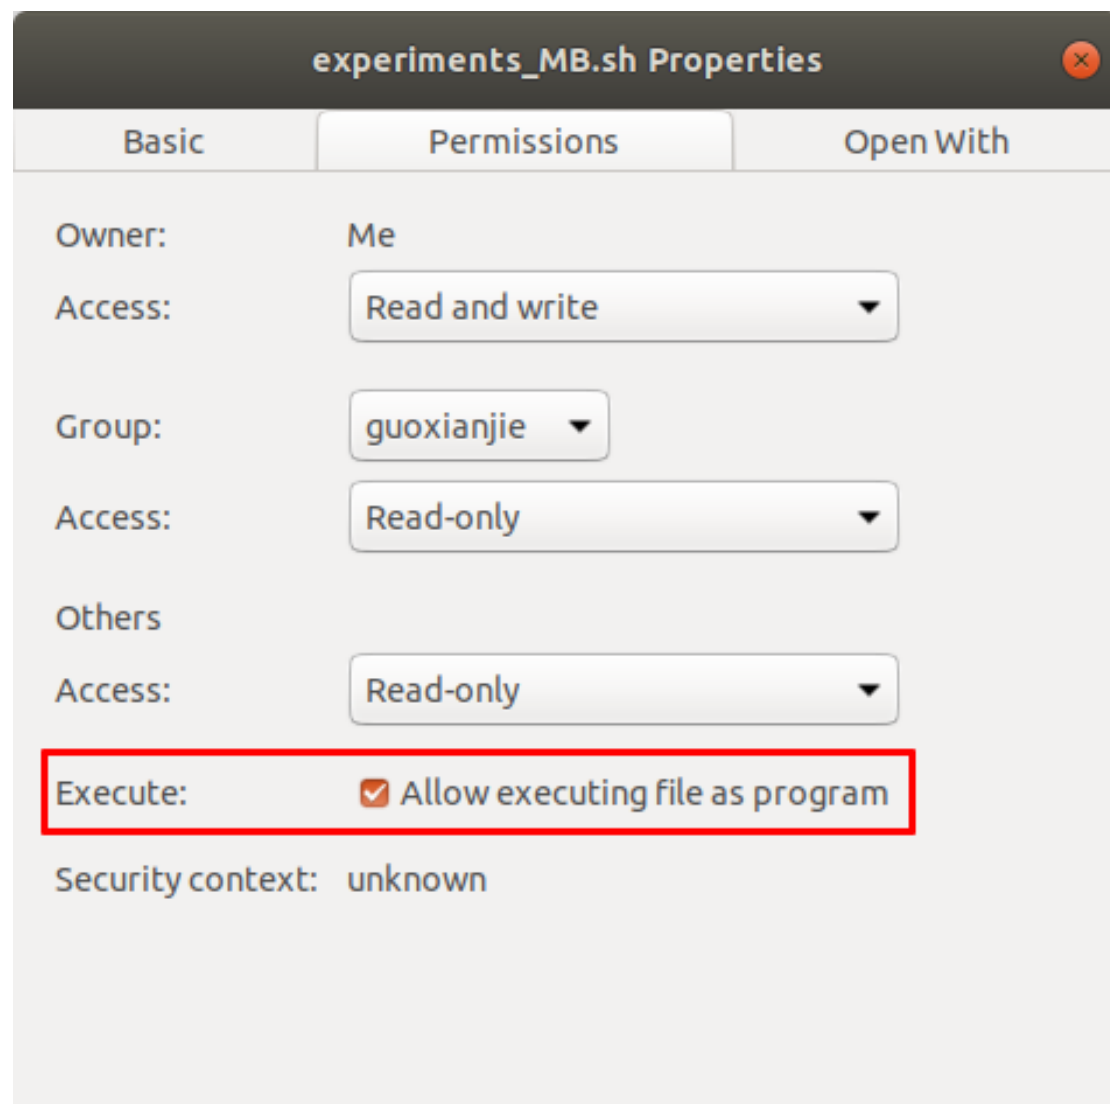 experiments_MB.sh Properties
Basic Permissions Open With
Owner: Me
Access: Read and write
Group: guoxianjie
Access: Read-only
Others
Access: Read-only
Execute: Allow executing file as program
Security context: unknown